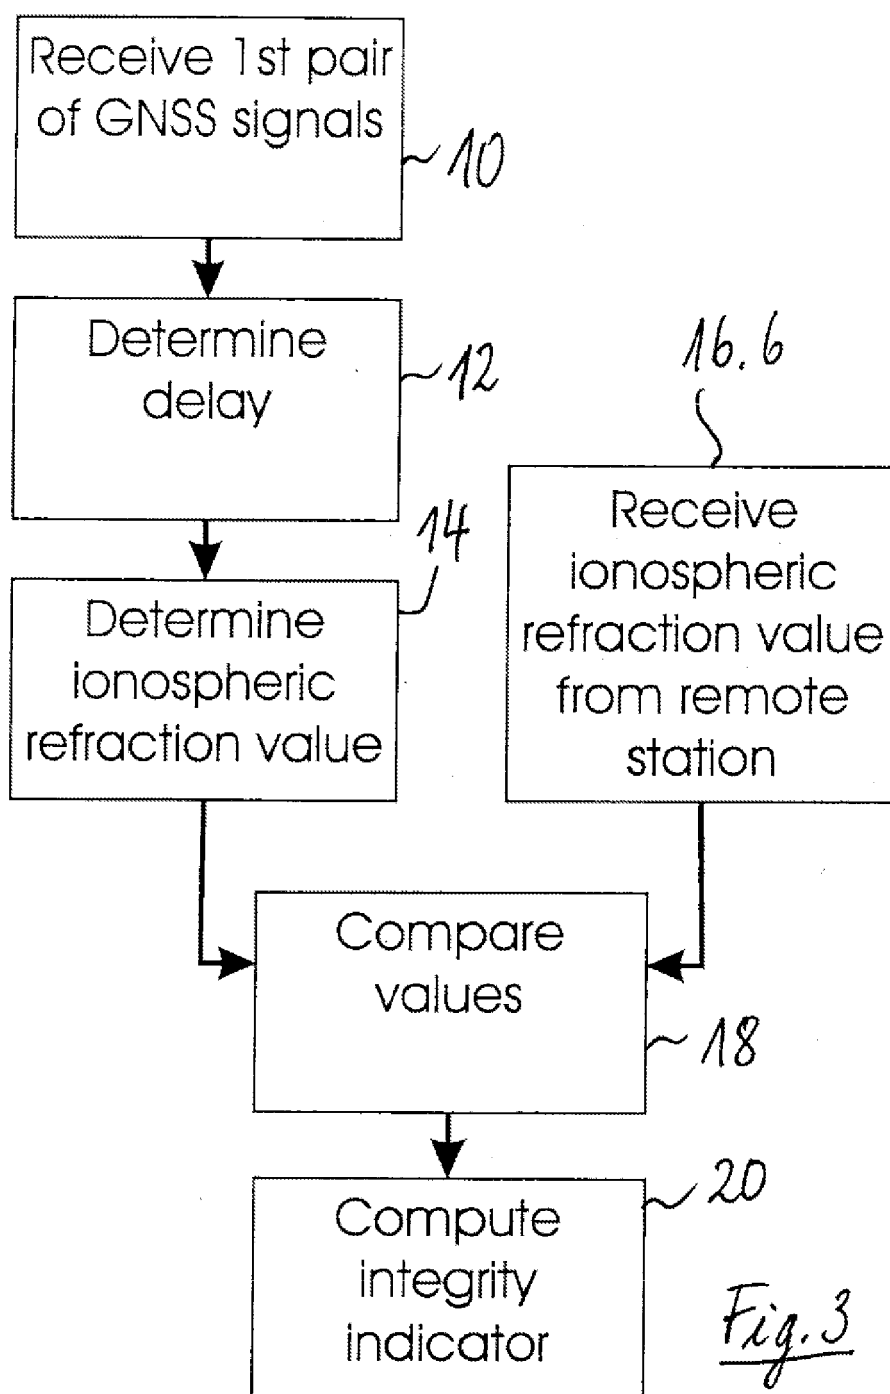 Receive 1st pair
of GNSS signals
10
Determine
delay
12
Determine
ionospheric
refraction value
14
16.6
Receive
ionospheric
refraction value
from remote
station
Compare
values
18
Compute
integrity
indicator
20
Fig. 3